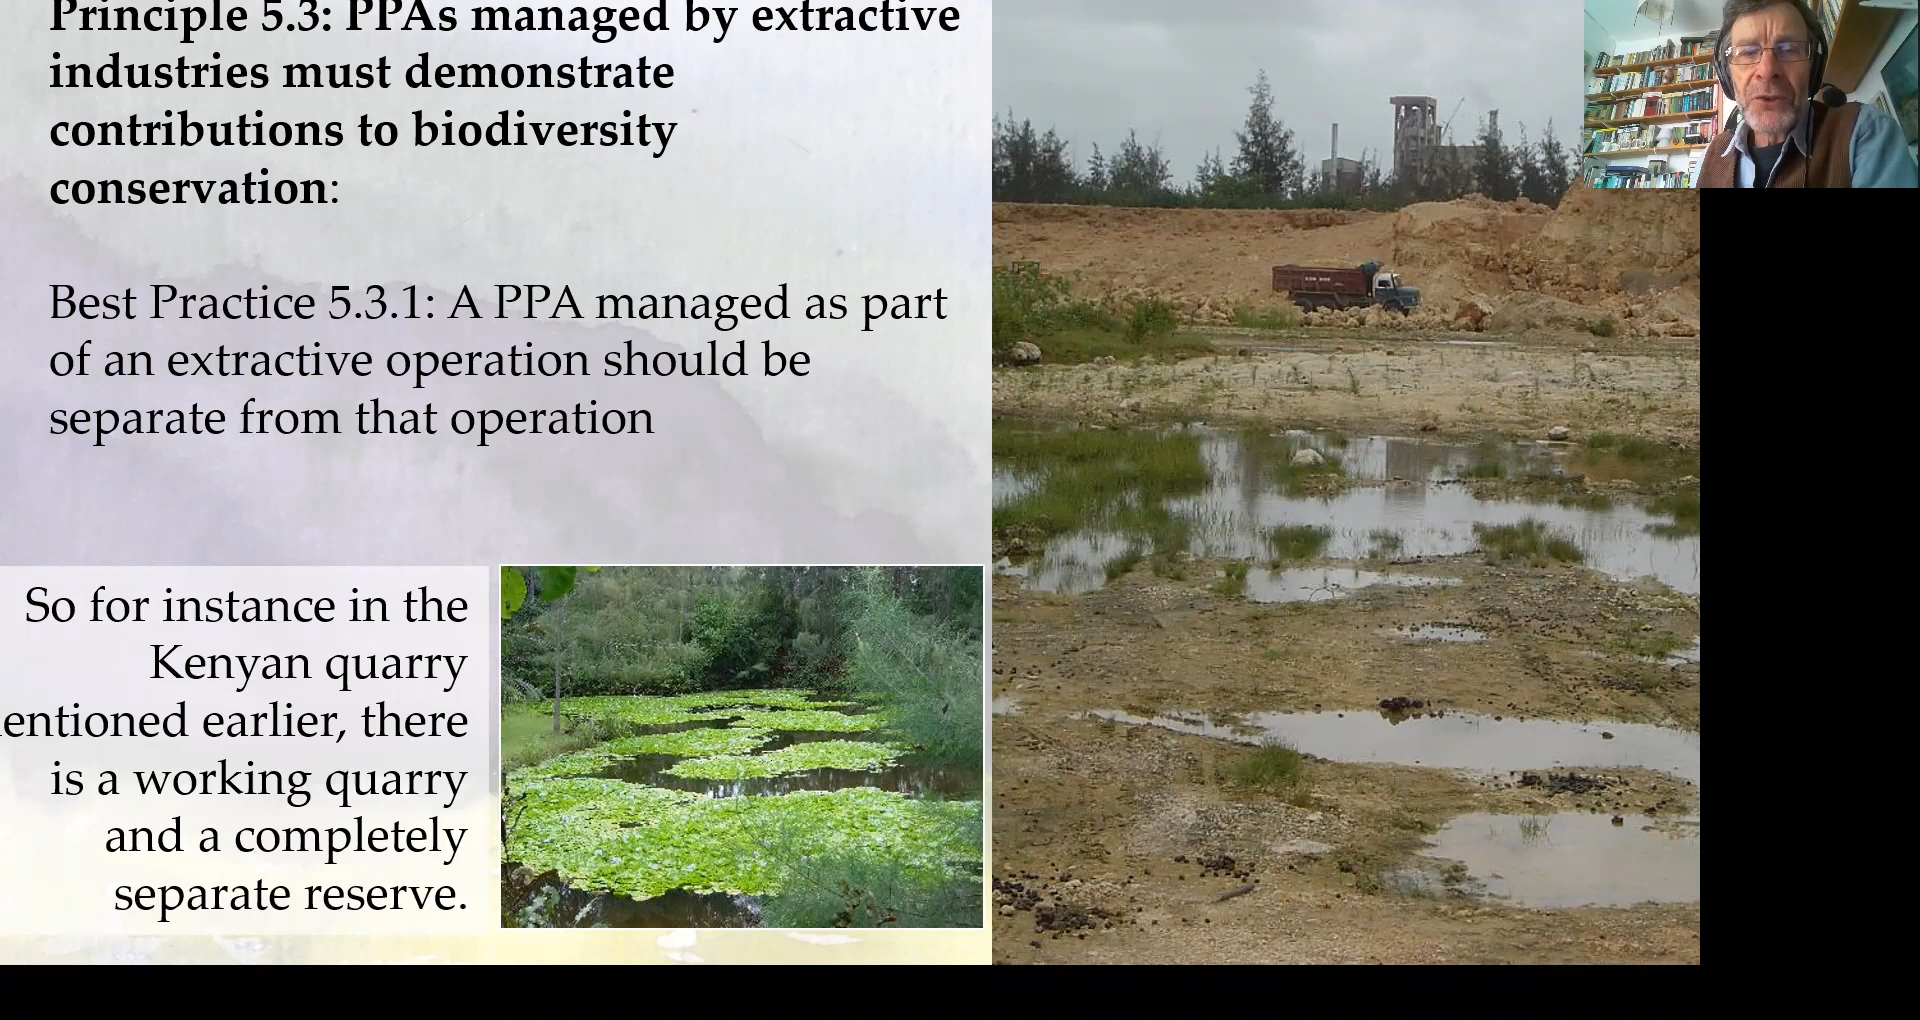 Principle 5.3: PPAs managed by extractive
industries must demonstrate
contributions to biodiversity
conservation:
Best Practice 5.3.1: A PPA managed as part
of an extractive operation should be
separate from that operation
So for instance in the
Kenyan quarry
entioned earlier, there
is a working quarry
and a completely
separate reserve.